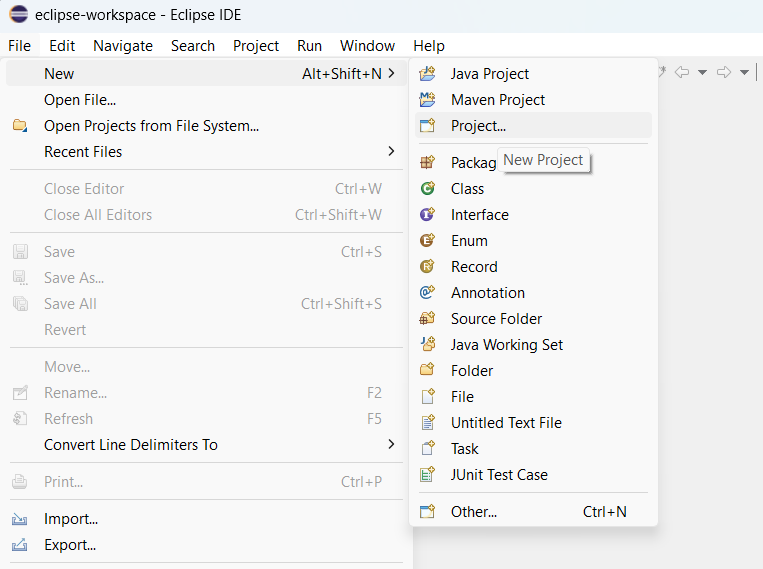 eclipse-workspace - Eclipse IDE
File Edit Navigate Search Project Run Window Help
New Alt+Shift+N
Open File...
Open Projects from File System...
Recent Files
Close Editor Ctrl+W
Close All Editors Ctrl+Shift+W
Save Ctrl+S
Save As...
Save All Ctrl+Shift+S
Revert
Move...
Rename... F2
Refresh F5
Convert Line Delimiters To
Print... Ctrl+P
Import...
Export...
Java Project
Maven Project
Project...
New Project
Packag
Class
Interface
Enum
Record
Annotation
Source Folder
Java Working Set
Folder
File
Untitled Text File
Task
JUnit Test Case
Other... Ctrl+N